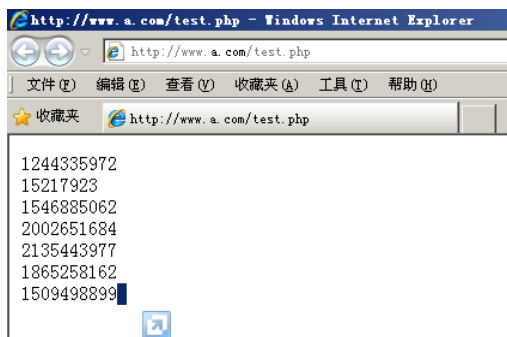 http://www.a.com/test.php - Windows Internet Explorer
http://www.a.com/test.php
文件(F) 编辑(E) 查看(V) 收藏夹(A) 工具(T) 帮助(H)
收藏夹 http://www.a.com/test.php
1244335972
15217923
1546885062
2002651684
2135443977
1865258162
1509498899